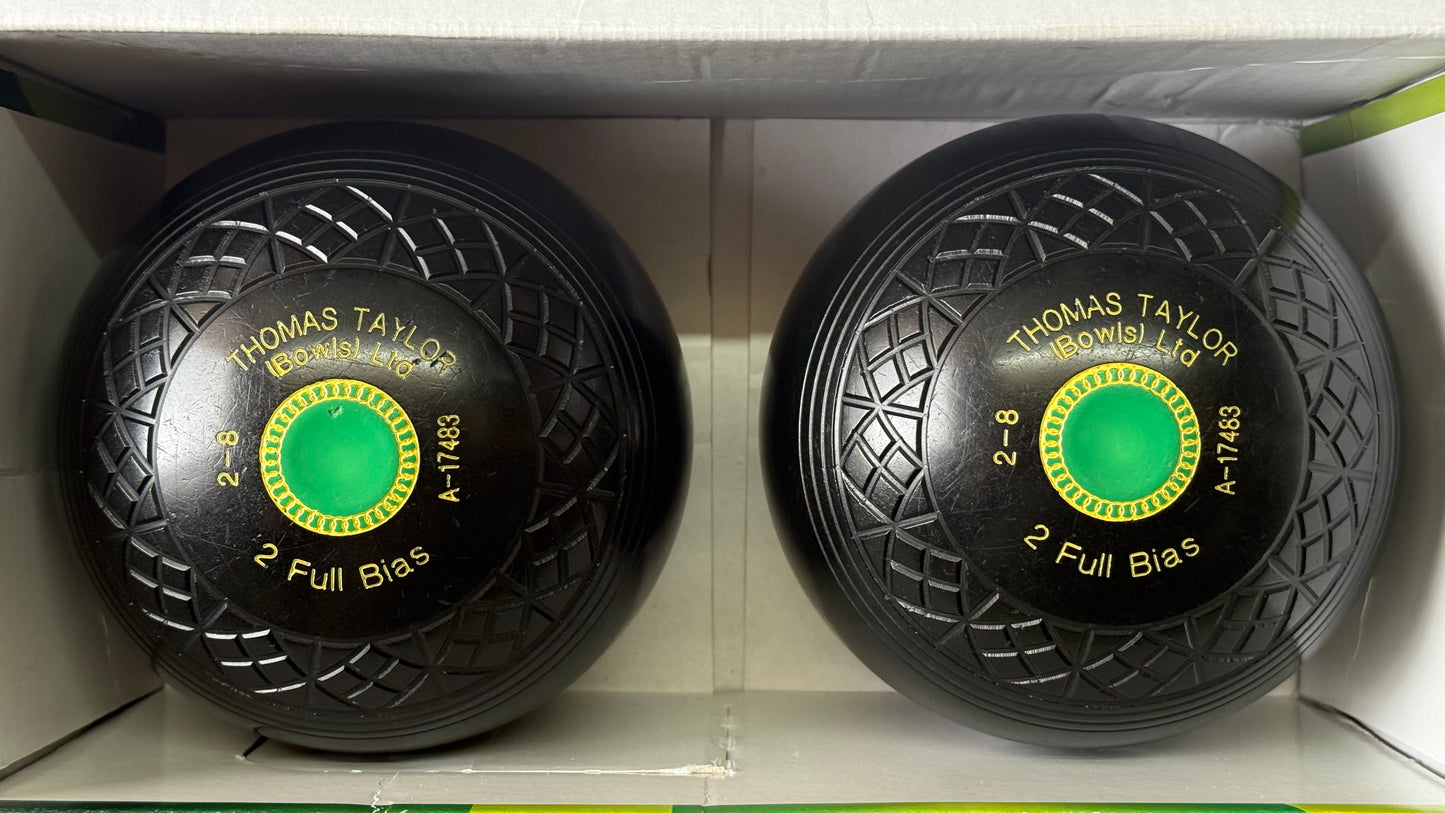 THOMAS TAYLOR
(Bowls) Ltd
2-8
A-17483
2 Full Bias
THOMAS TAYLOR
(Bowls) Ltd
2-8
A-17483
2 Full Bias